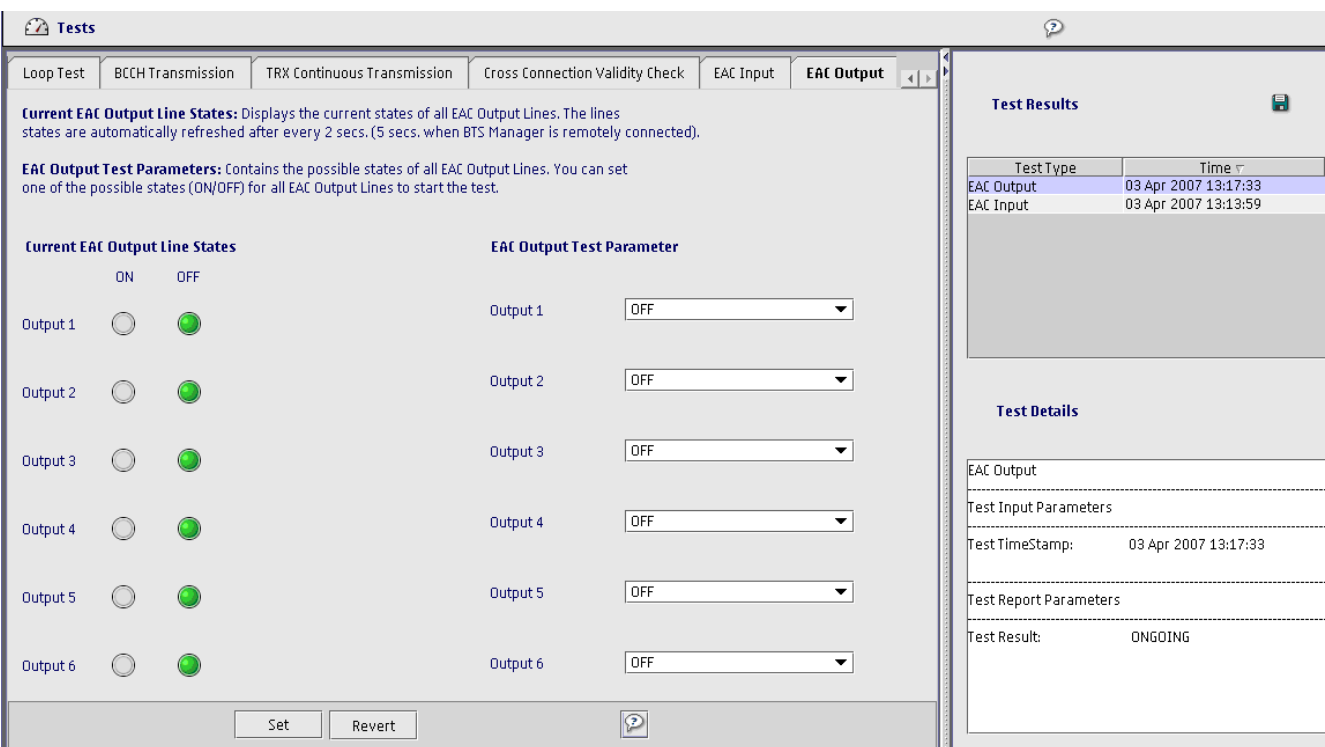 Tests
Loop Test
BCCH Transmission
TRX Continuous Transmission
Cross Connection Validity Check
EAC Input
EAC Output
Current EAC Output Line States: Displays the current states of all EAC Output Lines. The lines
states are automatically refreshed after every 2 secs. (5 secs. when BTS Manager is remotely connected).
EAC Output Test Parameters: Contains the possible states of all EAC Output Lines. You can set
one of the possible states (ON/OFF) for all EAC Output Lines to start the test.
Current EAC Output Line States
ON OFF
Output 1
Output 2
Output 3
Output 4
Output 5
Output 6
EAC Output Test Parameter
Output 1 OFF
Output 2 OFF
Output 3 OFF
Output 4 OFF
Output 5 OFF
Output 6 OFF
Set
Revert
Test Results
Test Type Time
EAC Output 03 Apr 2007 13:17:33
EAC Input 03 Apr 2007 13:13:59
Test Details
EAC Output
Test Input Parameters
Test TimeStamp: 03 Apr 2007 13:17:33
Test Report Parameters
Test Result: ONGOING